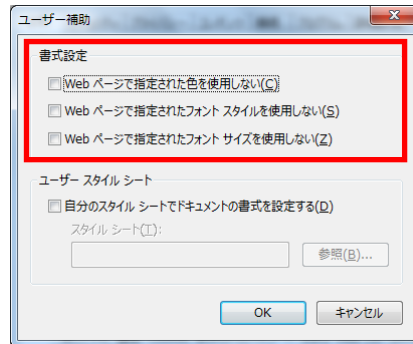 ユーザー補助
書式設定
Web ページで指定された色を使用しない(C)
Web ページで指定されたフォント スタイルを使用しない(S)
Web ページで指定されたフォント サイズを使用しない(Z)
ユーザー スタイル シート
自分のスタイル シートでドキュメントの書式を設定する(D)
スタイル シート(T):
参照(B)...
OK
キャンセル